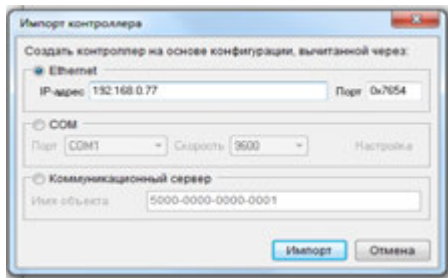 Импорт контроллера
Создать контроллер на основе конфигурации, вычитанной через:
Ethernet
IP-адрес 192.168.0.77 Порт 0x7654
COM
Порт COM1 Скорость 9600 Настройка
Коммуникационный сервер
Имя объекта 5000-0000-0000-0001
Импорт Отмена